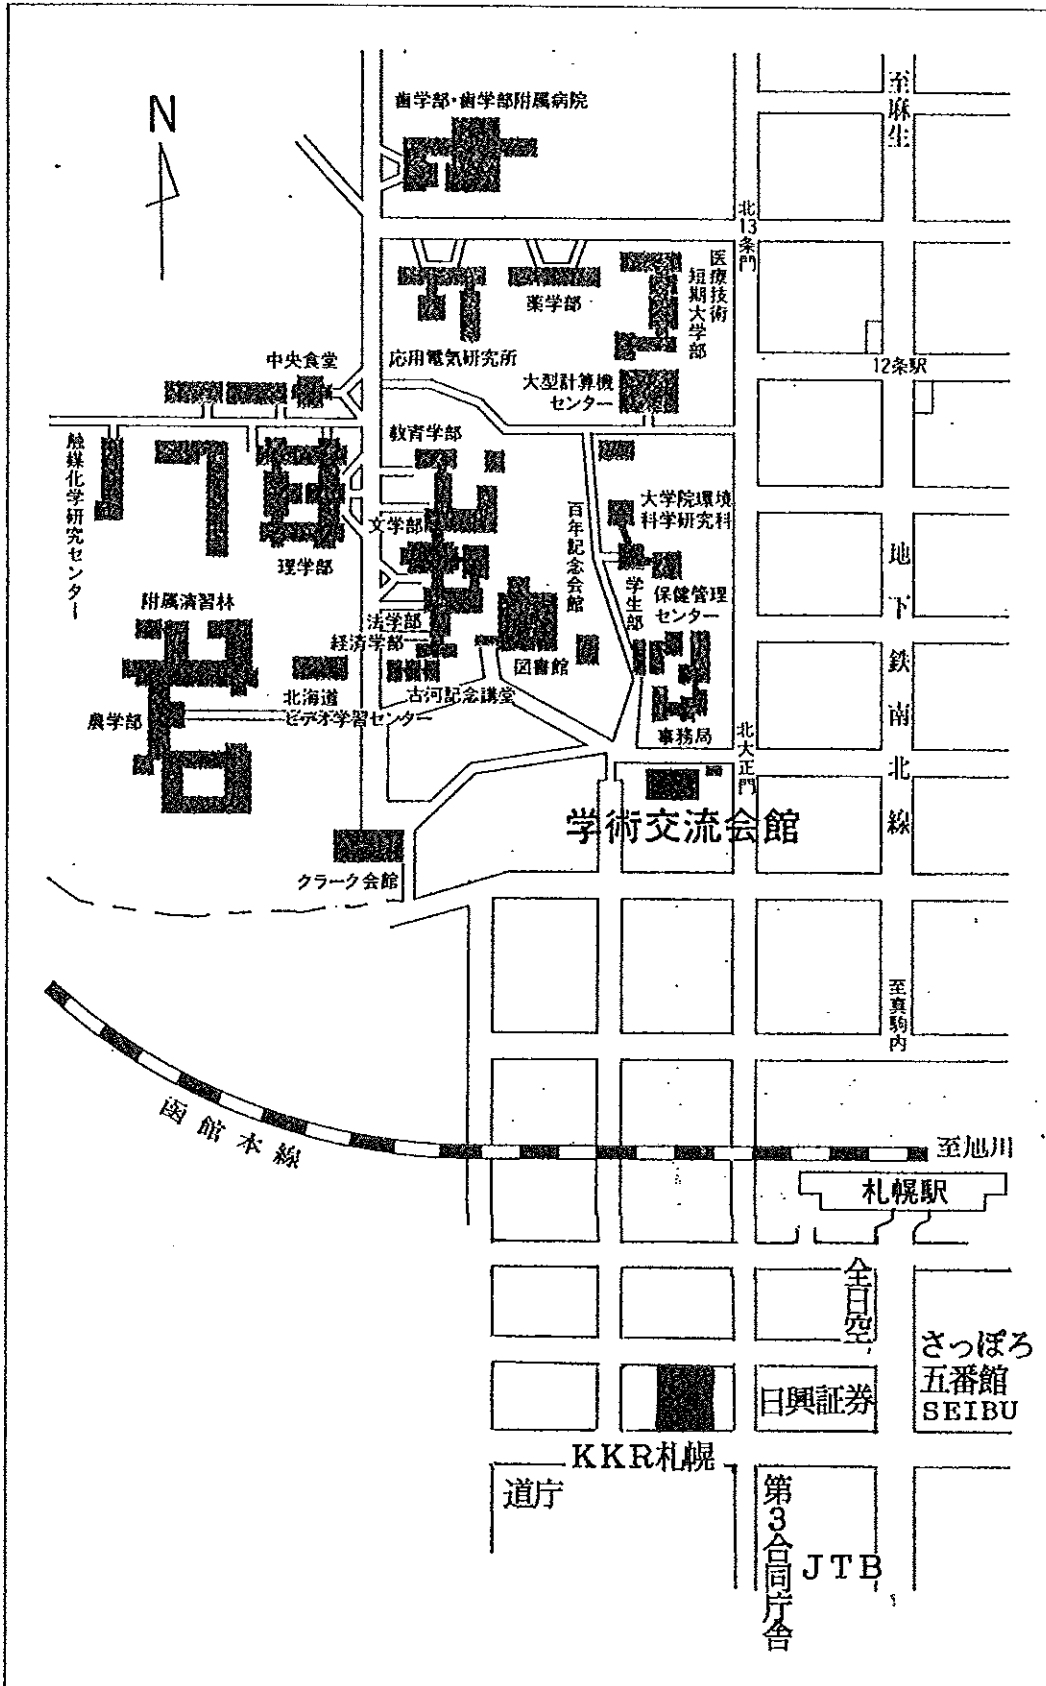 至麻生
N
歯学部・歯学部附属病院
北13条門
医療技術
短期大学部
薬学部
応用電気研究所
中央食堂
12条駅
大型計算機
センター
教育学部
触媒化学研究センター
大学院環境
科学研究科
百年記念会館
文学部
理学部
学生部
保健管理
センター
附属演習林
法学部
経済学部
図書館
北海道
ビデオ学習センター
古河記念講堂
農学部
事務局
北大正門
地下鉄南北線
学術交流会館
クラーク会館
至真駒内
函館本線
至旭川
札幌駅
全日空
さっぽろ
五番館
SEIBU
日興証券
KKR札幌
道庁
第3合同庁舎
JTB